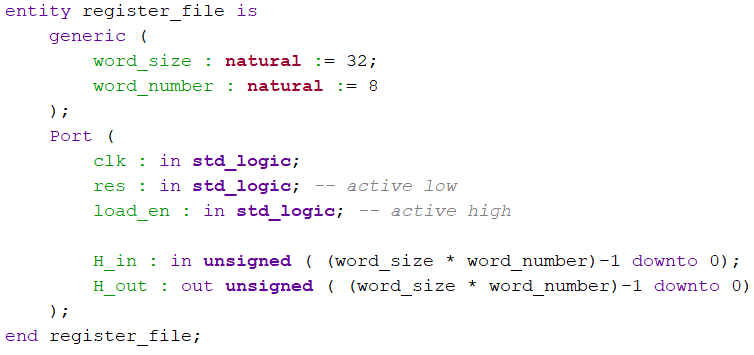 entity register_file is
    generic (
        word_size : natural := 32;
        word_number : natural := 8
    );
    Port (
        clk : in std_logic;
        res : in std_logic; -- active low
        load_en : in std_logic; -- active high

        H_in : in unsigned ( (word_size * word_number)-1 downto 0);
        H_out : out unsigned ( (word_size * word_number)-1 downto 0)
    );
end register_file;